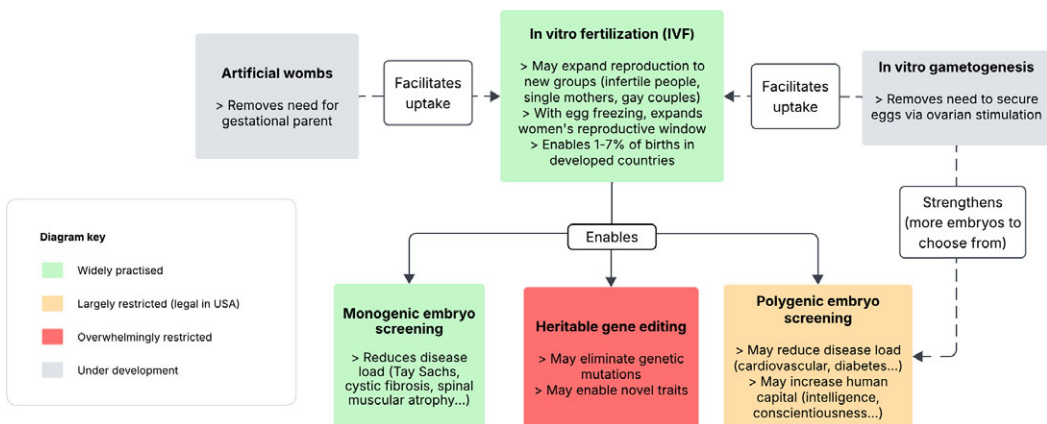 In vitro fertilization (IVF)
> May expand reproduction to
new groups (infertile people,
single mothers, gay couples)
> With egg freezing, expands
women's reproductive window
> Enables 1-7% of births in
developed countries
Artificial wombs
> Removes need for
gestational parent
Facilitates
uptake
Facilitates
uptake
In vitro gametogenesis
> Removes need to secure
eggs via ovarian stimulation
Strengthens
(more embryos to
choose from)
Enables
Diagram key
Widely practised
Largely restricted (legal in USA)
Overwhelmingly restricted
Under development
Monogenic embryo
screening
> Reduces disease
load (Tay Sachs,
cystic fibrosis, spinal
muscular atrophy...)
Heritable gene editing
> May eliminate genetic
mutations
> May enable novel traits
Polygenic embryo
screening
> May reduce disease load
(cardiovascular, diabetes...)
> May increase human
capital (intelligence,
conscientiousness...)